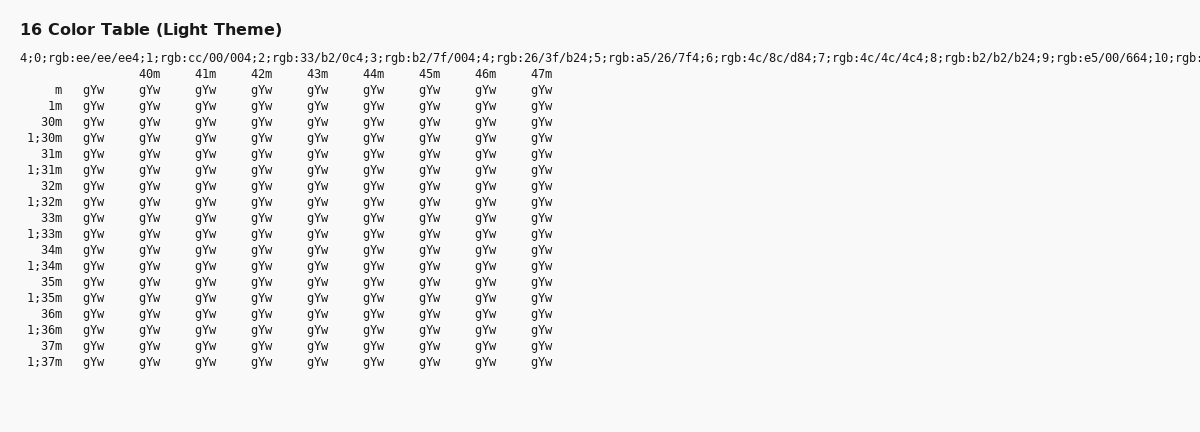 16 Color Table (Light Theme)
4;0;rgb:ee/ee/ee4;1;rgb:cc/00/004;2;rgb:33/b2/0c4;3;rgb:b2/7f/004;4;rgb:26/3f/b24;5;rgb:a5/26/7f4;6;rgb:4c/8c/d84;7;rgb:4c/4c/4c4;8;rgb:b2/b2/b24;9;rgb:e5/00/664;10;rgb:
40m 41m 42m 43m 44m 45m 46m 47m
m gYw gYw gYw gYw gYw gYw gYw gYw gYw
1m gYw gYw gYw gYw gYw gYw gYw gYw gYw
30m gYw gYw gYw gYw gYw gYw gYw gYw gYw
1;30m gYw gYw gYw gYw gYw gYw gYw gYw gYw
31m gYw gYw gYw gYw gYw gYw gYw gYw gYw
1;31m gYw gYw gYw gYw gYw gYw gYw gYw gYw
32m gYw gYw gYw gYw gYw gYw gYw gYw gYw
1;32m gYw gYw gYw gYw gYw gYw gYw gYw gYw
33m gYw gYw gYw gYw gYw gYw gYw gYw gYw
1;33m gYw gYw gYw gYw gYw gYw gYw gYw gYw
34m gYw gYw gYw gYw gYw gYw gYw gYw gYw
1;34m gYw gYw gYw gYw gYw gYw gYw gYw gYw
35m gYw gYw gYw gYw gYw gYw gYw gYw gYw
1;35m gYw gYw gYw gYw gYw gYw gYw gYw gYw
36m gYw gYw gYw gYw gYw gYw gYw gYw gYw
1;36m gYw gYw gYw gYw gYw gYw gYw gYw gYw
37m gYw gYw gYw gYw gYw gYw gYw gYw gYw
1;37m gYw gYw gYw gYw gYw gYw gYw gYw gYw